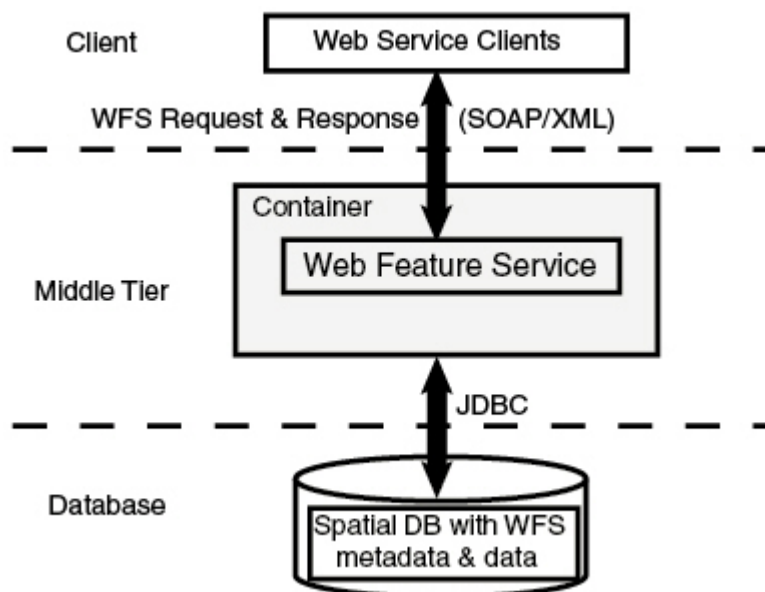 Client
Web Service Clients
WFS Request & Response (SOAP/XML)
Container
Web Feature Service
Middle Tier
JDBC
Database
Spatial DB with WFS
metadata & data